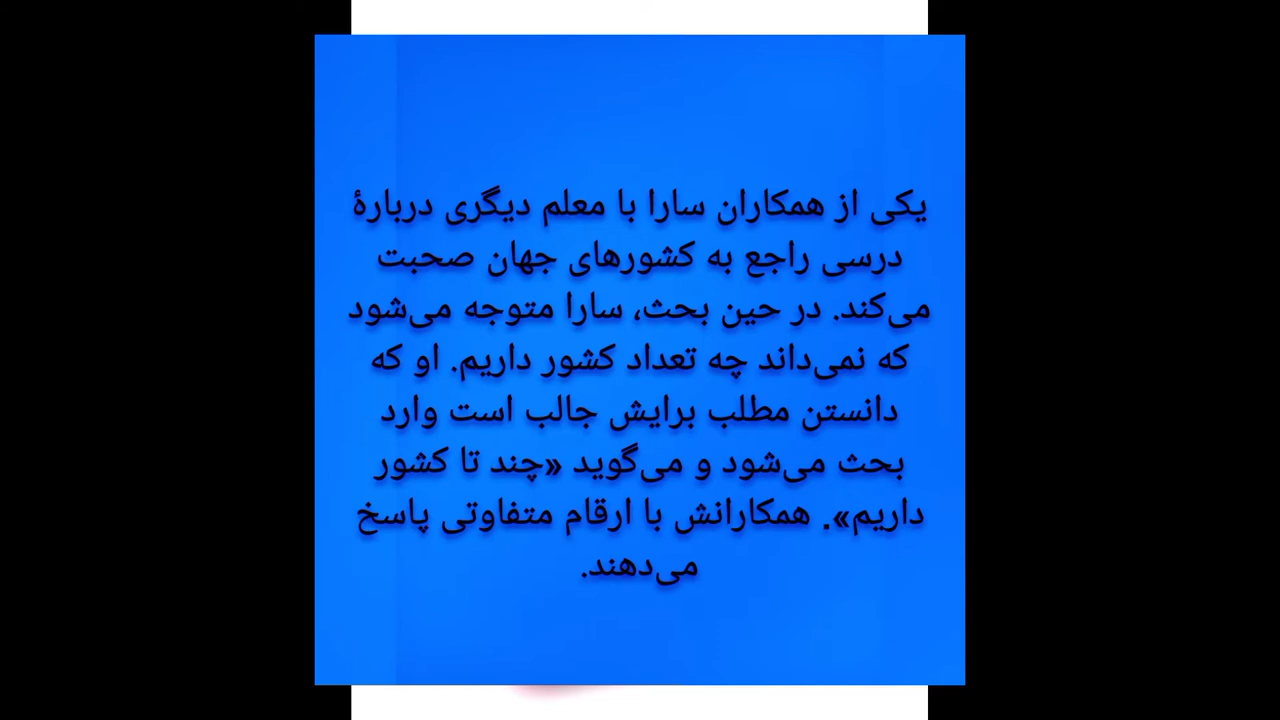 یکی از همکاران سارا با معلم دیگری دربارهٔ
درسی راجع به کشورهای جهان صحبت
می‌کند. در حین بحث، سارا متوجه می‌شود
که نمی‌داند چه تعداد کشور داریم. او که
دانستن مطلب برایش جالب است وارد
بحث می‌شود و می‌گوید «چند تا کشور
داریم». همکارانش با ارقام متفاوتی پاسخ
می‌دهند.